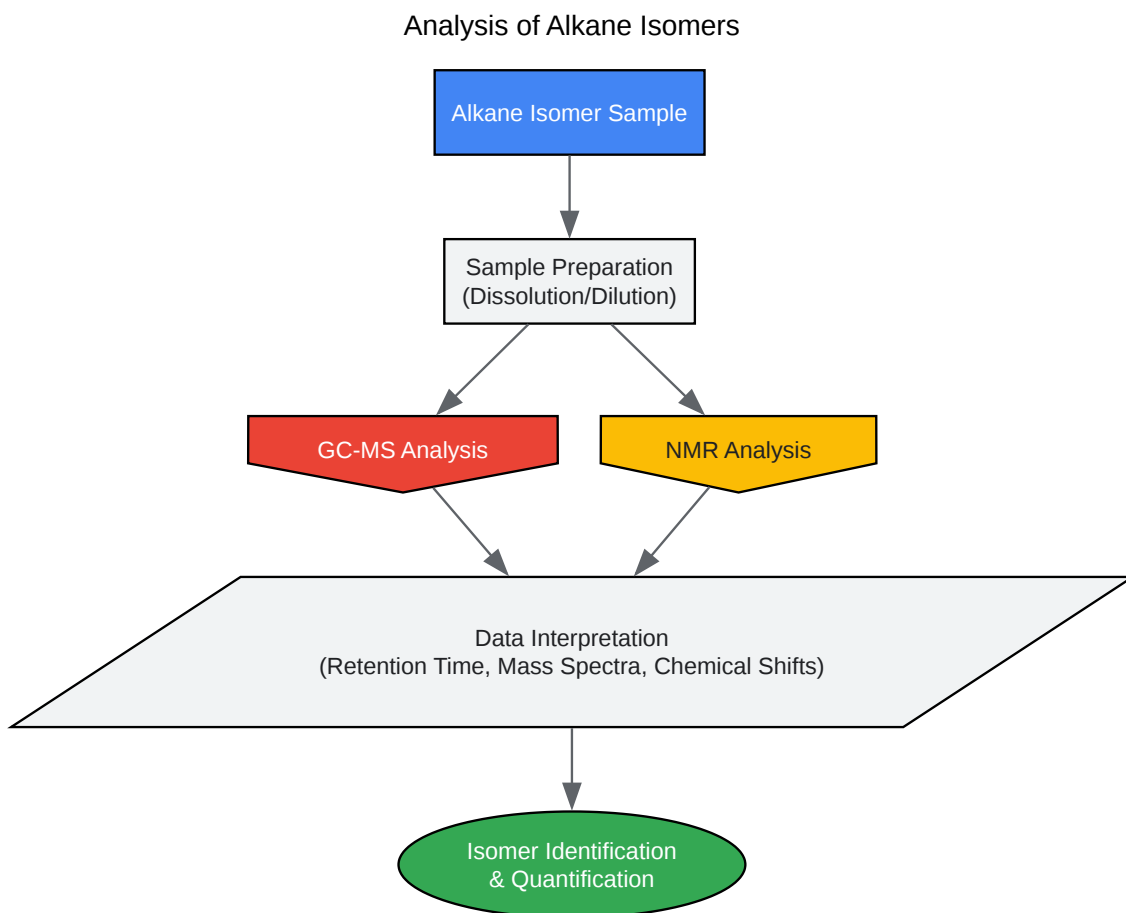 Analysis of Alkane Isomers
Alkane Isomer Sample
Sample Preparation
(Dissolution/Dilution)
GC-MS Analysis
NMR Analysis
Data Interpretation
(Retention Time, Mass Spectra, Chemical Shifts)
Isomer Identification
& Quantification